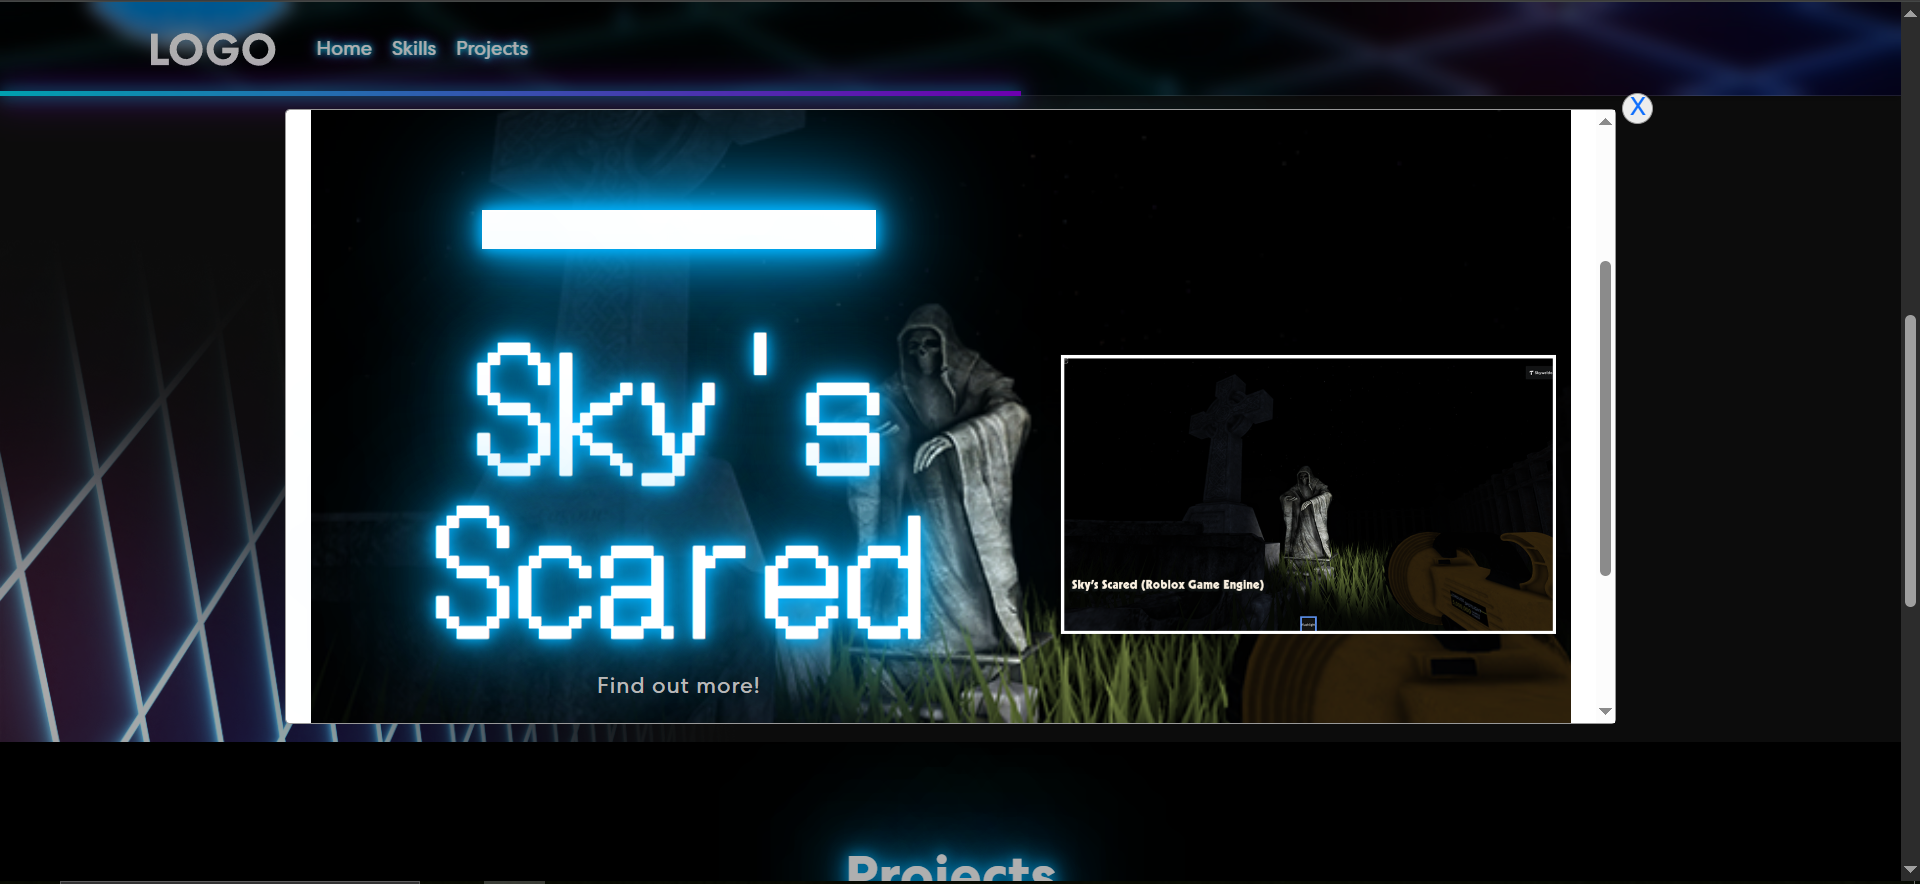 LOGO Home Skills Projects
X
Sky's
Scared
Find out more!
Sky's Scared (Roblox Game Engine)
Projects